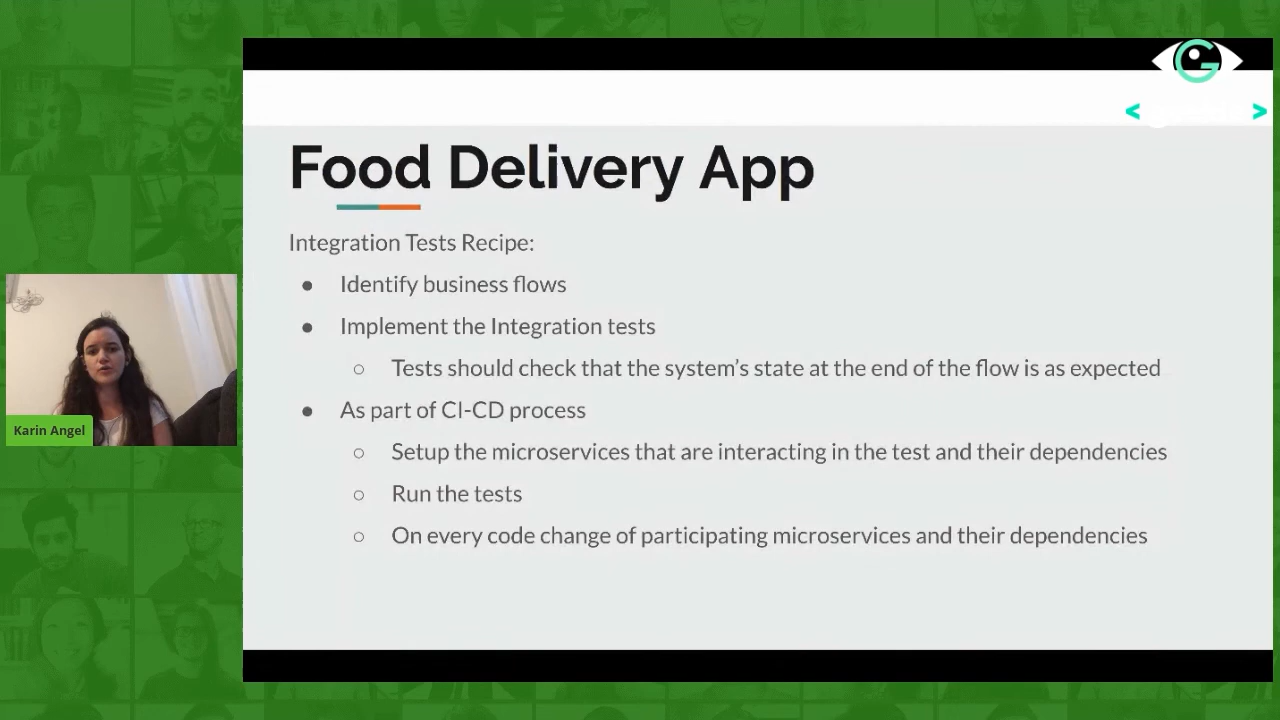 Food Delivery App
Integration Tests Recipe:
● Identify business flows
● Implement the Integration tests
○ Tests should check that the system's state at the end of the flow is as expected
● As part of CI-CD process
○ Setup the microservices that are interacting in the test and their dependencies
○ Run the tests
○ On every code change of participating microservices and their dependencies
Karin Angel